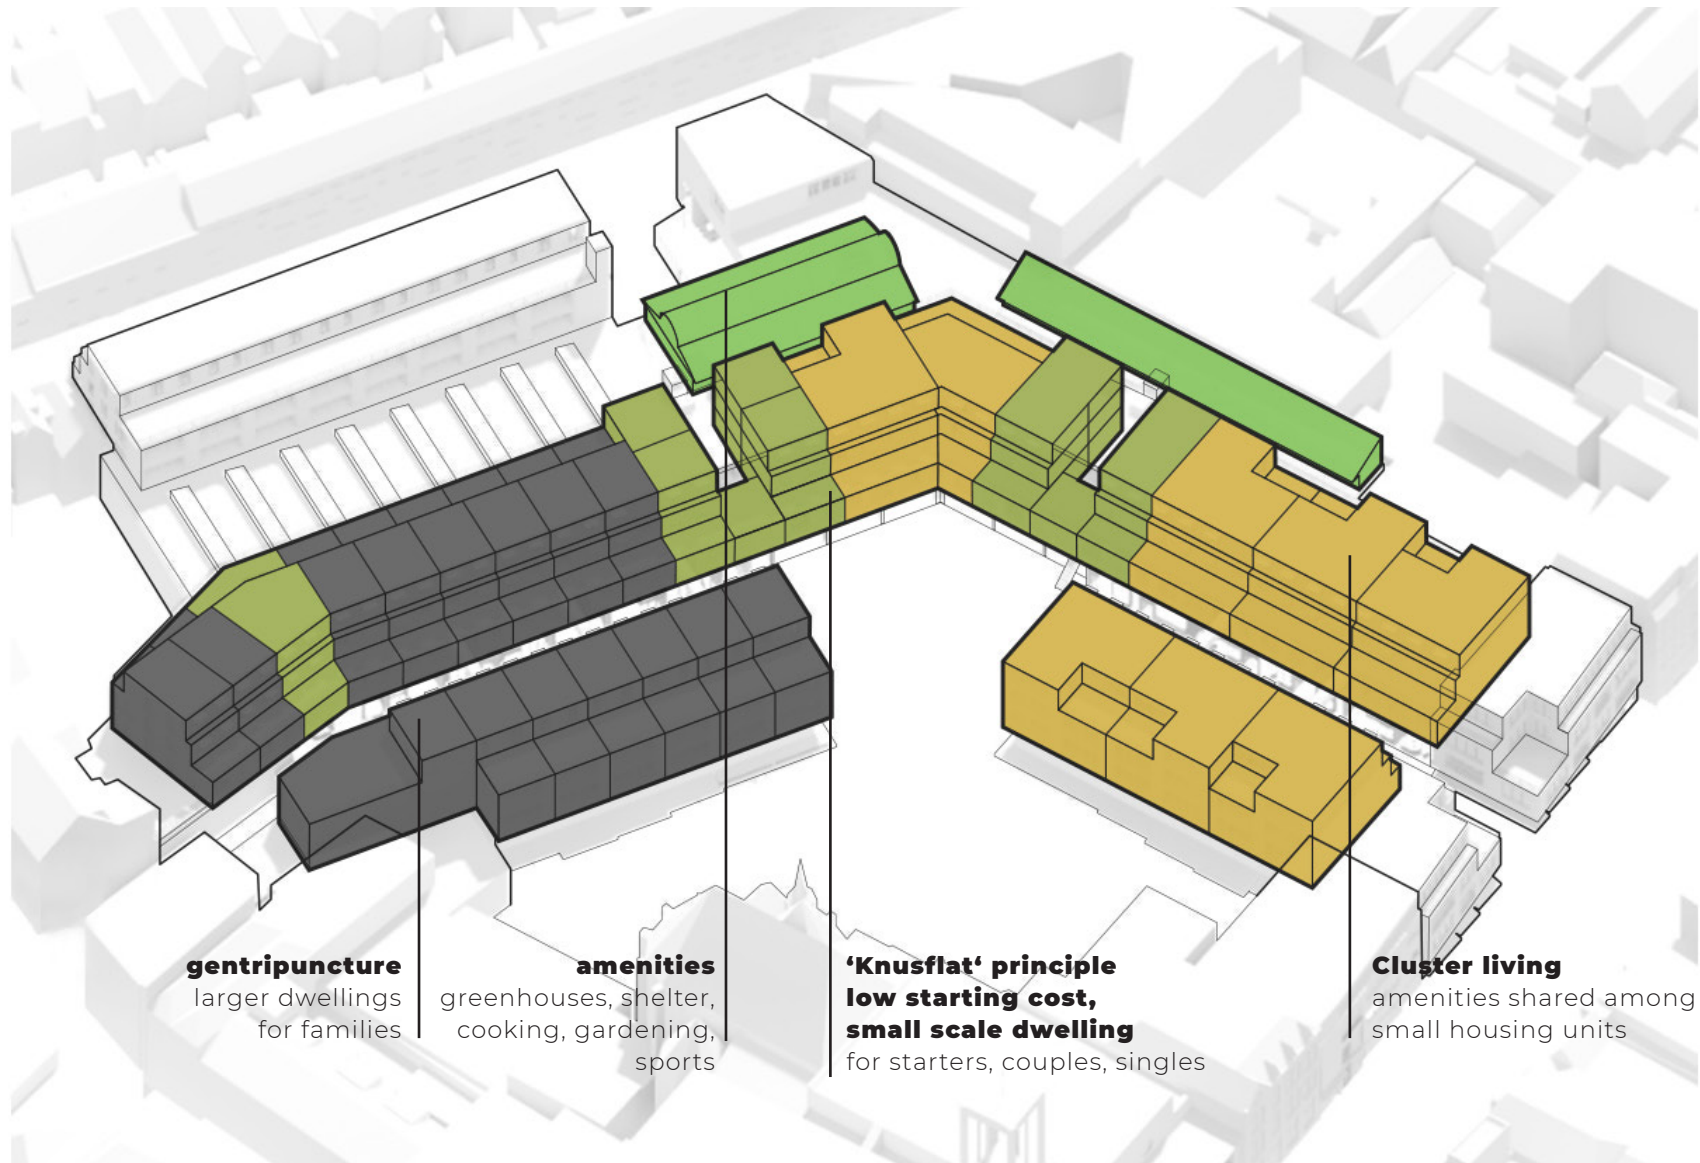 gentripuncture
larger dwellings
for families
amenities
greenhouses, shelter,
cooking, gardening,
sports
‘Knusflat‘ principle
low starting cost,
small scale dwelling
for starters, couples, singles
Cluster living
amenities shared among
small housing units